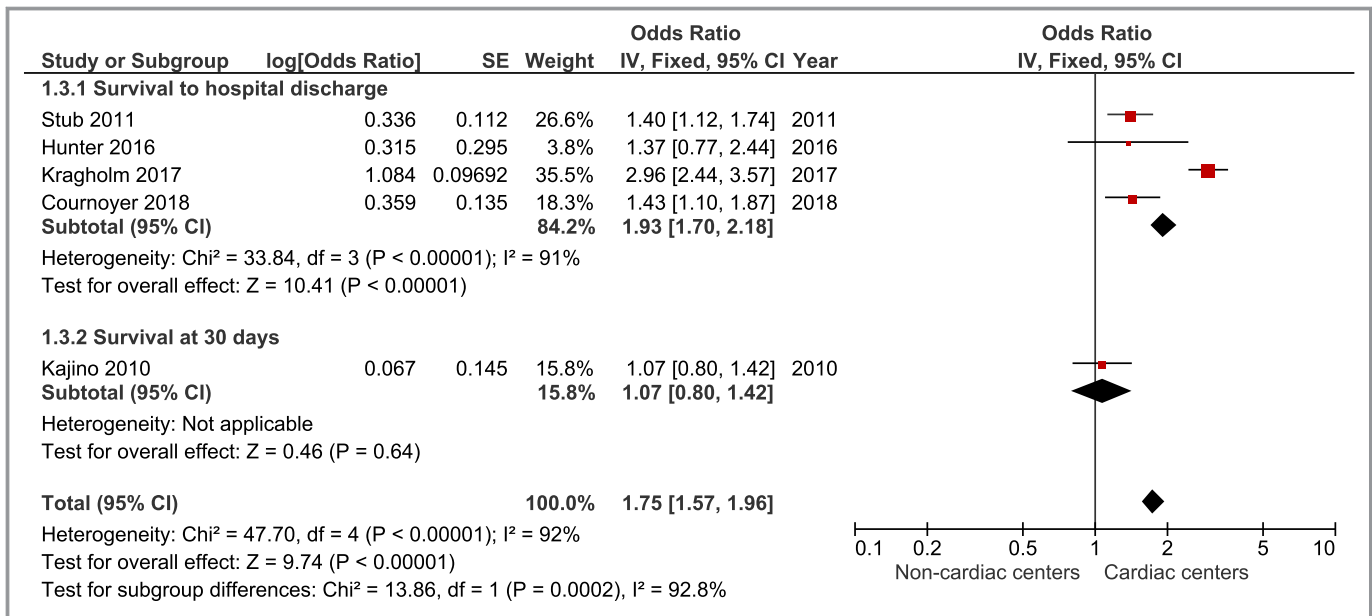 Odds Ratio Odds Ratio
Study or Subgroup log[Odds Ratio] SE Weight IV, Fixed, 95% CI Year IV, Fixed, 95% CI
1.3.1 Survival to hospital discharge
Stub 2011 0.336 0.112 26.6% 1.40 [1.12, 1.74] 2011
Hunter 2016 0.315 0.295 3.8% 1.37 [0.77, 2.44] 2016
Kragholm 2017 1.084 0.09692 35.5% 2.96 [2.44, 3.57] 2017
Cournoyer 2018 0.359 0.135 18.3% 1.43 [1.10, 1.87] 2018
Subtotal (95% CI) 84.2% 1.93 [1.70, 2.18]
Heterogeneity: Chi² = 33.84, df = 3 (P < 0.00001); I² = 91%
Test for overall effect: Z = 10.41 (P < 0.00001)
1.3.2 Survival at 30 days
Kajino 2010 0.067 0.145 15.8% 1.07 [0.80, 1.42] 2010
Subtotal (95% CI) 15.8% 1.07 [0.80, 1.42]
Heterogeneity: Not applicable
Test for overall effect: Z = 0.46 (P = 0.64)
Total (95% CI) 100.0% 1.75 [1.57, 1.96]
Heterogeneity: Chi² = 47.70, df = 4 (P < 0.00001); I² = 92%
Test for overall effect: Z = 9.74 (P < 0.00001)
Test for subgroup differences: Chi² = 13.86, df = 1 (P = 0.0002), I² = 92.8%
0.1 0.2 0.5 1 2 5 10
Non-cardiac centers Cardiac centers